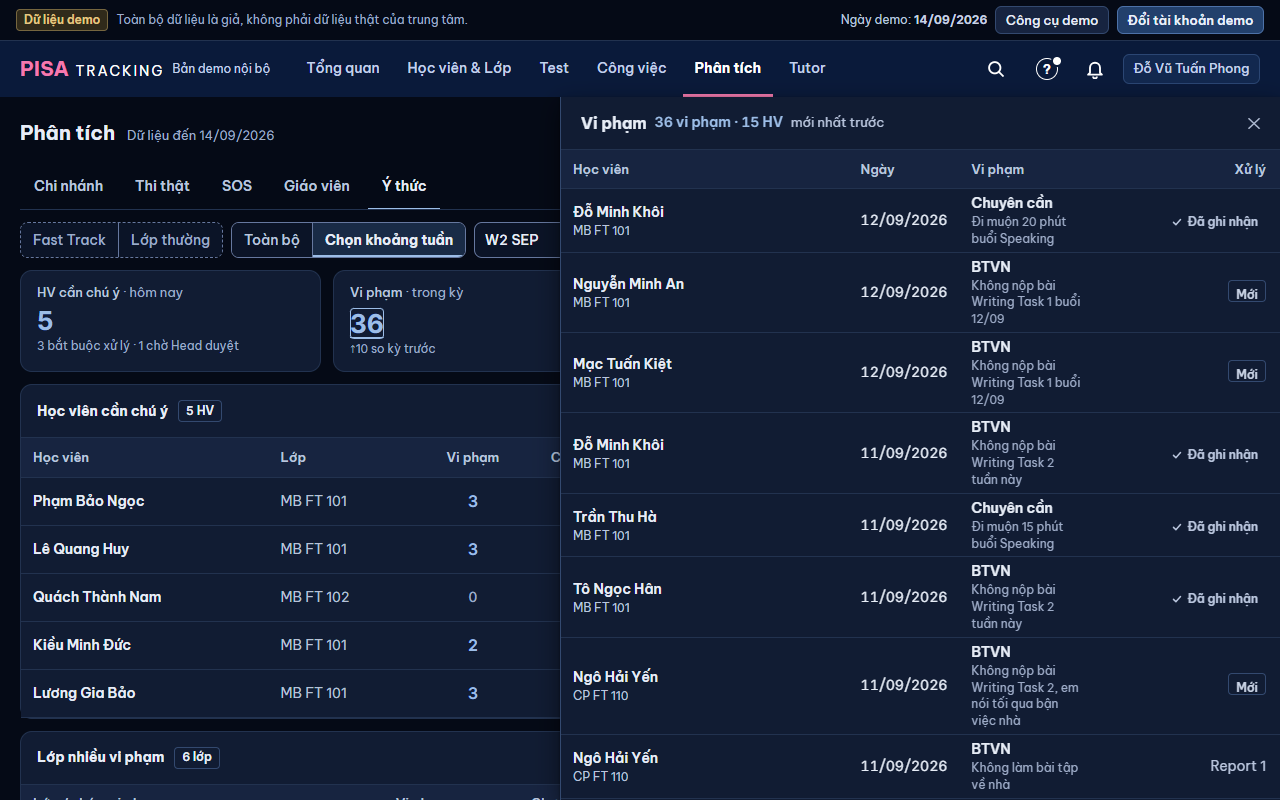 Dữ liệu demo Toàn bộ dữ liệu là giả, không phải dữ liệu thật của trung tâm. Ngày demo: 14/09/2026 Công cụ demo Đổi tài khoản demo
PISA TRACKING Bản demo nội bộ Tổng quan Học viên & Lớp Test Công việc Phân tích Tutor ? Đỗ Vũ Tuấn Phong
Phân tích Dữ liệu đến 14/09/2026
Chi nhánh Thi thật SOS Giáo viên Ý thức
Fast Track Lớp thường Toàn bộ Chọn khoảng tuần W2 SEP
HV cần chú ý · hôm nay
5
3 bắt buộc xử lý · 1 chờ Head duyệt
Vi phạm · trong kỳ
36
↑10 so kỳ trước
Học viên cần chú ý 5 HV
Học viên Lớp Vi phạm C
Phạm Bảo Ngọc MB FT 101 3
Lê Quang Huy MB FT 101 3
Quách Thành Nam MB FT 102 0
Kiều Minh Đức MB FT 101 2
Lương Gia Bảo MB FT 101 3
Lớp nhiều vi phạm 6 lớp
Vi phạm 36 vi phạm · 15 HV mới nhất trước
Học viên Ngày Vi phạm Xử lý
Đỗ Minh Khôi
MB FT 101
12/09/2026
Chuyên cần
Đi muộn 20 phút
buổi Speaking
✓ Đã ghi nhận
Nguyễn Minh An
MB FT 101
12/09/2026
BTVN
Không nộp bài
Writing Task 1 buổi
12/09
Mới
Mạc Tuấn Kiệt
MB FT 101
12/09/2026
BTVN
Không nộp bài
Writing Task 1 buổi
12/09
Mới
Đỗ Minh Khôi
MB FT 101
11/09/2026
BTVN
Không nộp bài
Writing Task 2
tuần này
✓ Đã ghi nhận
Trần Thu Hà
MB FT 101
11/09/2026
Chuyên cần
Đi muộn 15 phút
buổi Speaking
✓ Đã ghi nhận
Tô Ngọc Hân
MB FT 101
11/09/2026
BTVN
Không nộp bài
Writing Task 2
tuần này
✓ Đã ghi nhận
Ngô Hải Yến
CP FT 110
11/09/2026
BTVN
Không nộp bài
Writing Task 2, em
nói tối qua bận
việc nhà
Mới
Ngô Hải Yến
CP FT 110
11/09/2026
BTVN
Không làm bài tập
về nhà
Report 1